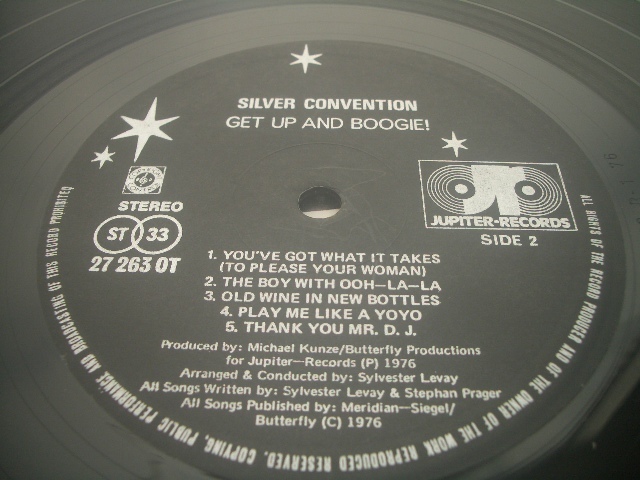 SILVER CONVENTION
GET UP AND BOOGIE!
STEREO
ST 33
27 263 OT
JUPITER-RECORDS
SIDE 2
1. YOU'VE GOT WHAT IT TAKES
(TO PLEASE YOUR WOMAN)
2. THE BOY WITH OOH-LA-LA
3. OLD WINE IN NEW BOTTLES
4. PLAY ME LIKE A YOYO
5. THANK YOU MR. D. J.
Produced by: Michael Kunze/Butterfly Productions
for Jupiter-Records (P) 1976
Arranged & Conducted by: Sylvester Levay
All Songs Written by: Sylvester Levay & Stephan Prager
All Songs Published by: Meridian-Siegel/
Butterfly (C) 1976
ALL RIGHTS OF THE RECORD PRODUCER AND OF THE OWNER OF THE WORK REPRODUCED RESERVED. COPYING, PUBLIC PERFORMANCE AND BROADCASTING OF THIS RECORD PROHIBITED